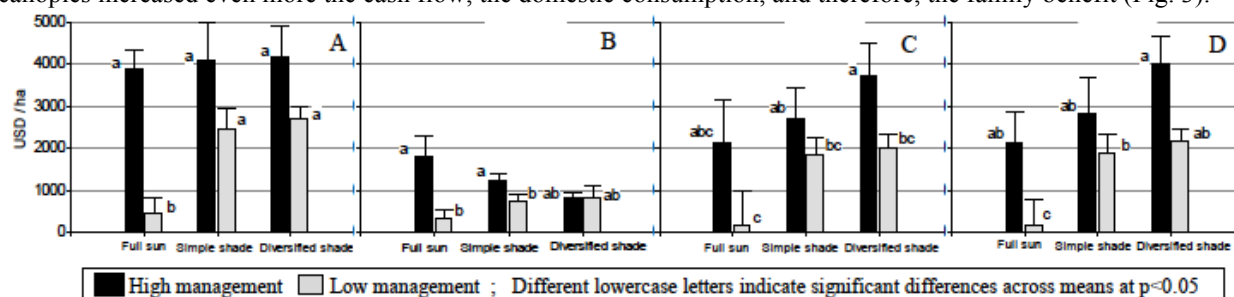 canopies increased even more the cash flow, the domestic consumption, and therefore, the family benefit (Fig. 3).
5000 A B C D
4000 a a a a a
3000 ab ab
USD / ha
2000 a a a abc bc bc ab b ab
1000 a b ab ab
0 b b c c
Full sun Simple shade Diversified shade Full sun Simple shade Diversified shade Full sun Simple shade Diversified shade Full sun Simple shade Diversified shade
High management Low management ; Different lowercase letters indicate significant differences across means at p<0.05